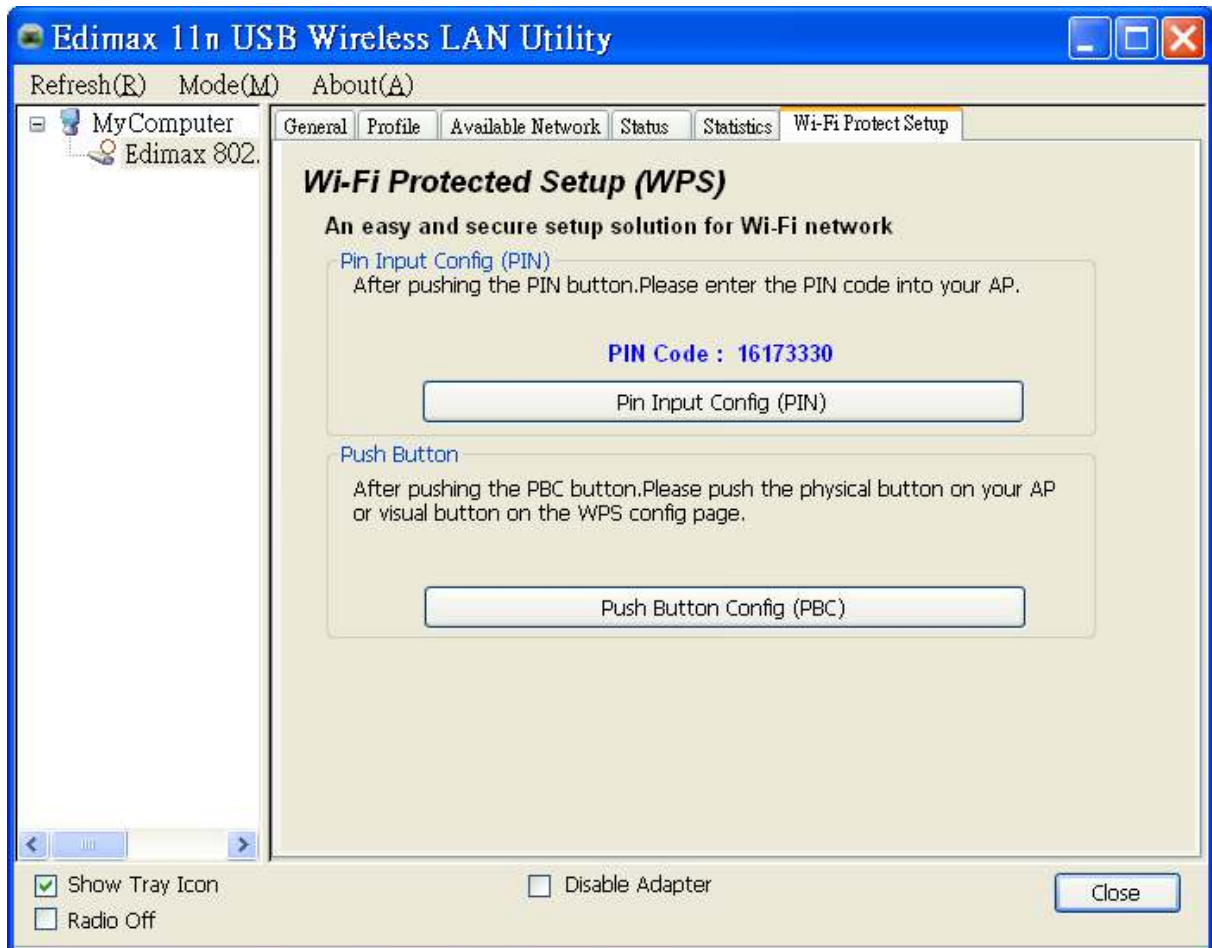 Edimax 11n USB Wireless LAN Utility
Refresh(R) Mode(M) About(A)
MyComputer
Edimax 802.
General Profile Available Network Status Statistics Wi-Fi Protect Setup
Wi-Fi Protected Setup (WPS)
An easy and secure setup solution for Wi-Fi network
Pin Input Config (PIN)
After pushing the PIN button.Please enter the PIN code into your AP.
PIN Code : 16173330
Pin Input Config (PIN)
Push Button
After pushing the PBC button.Please push the physical button on your AP
or visual button on the WPS config page.
Push Button Config (PBC)
Show Tray Icon
Radio Off
Disable Adapter
Close